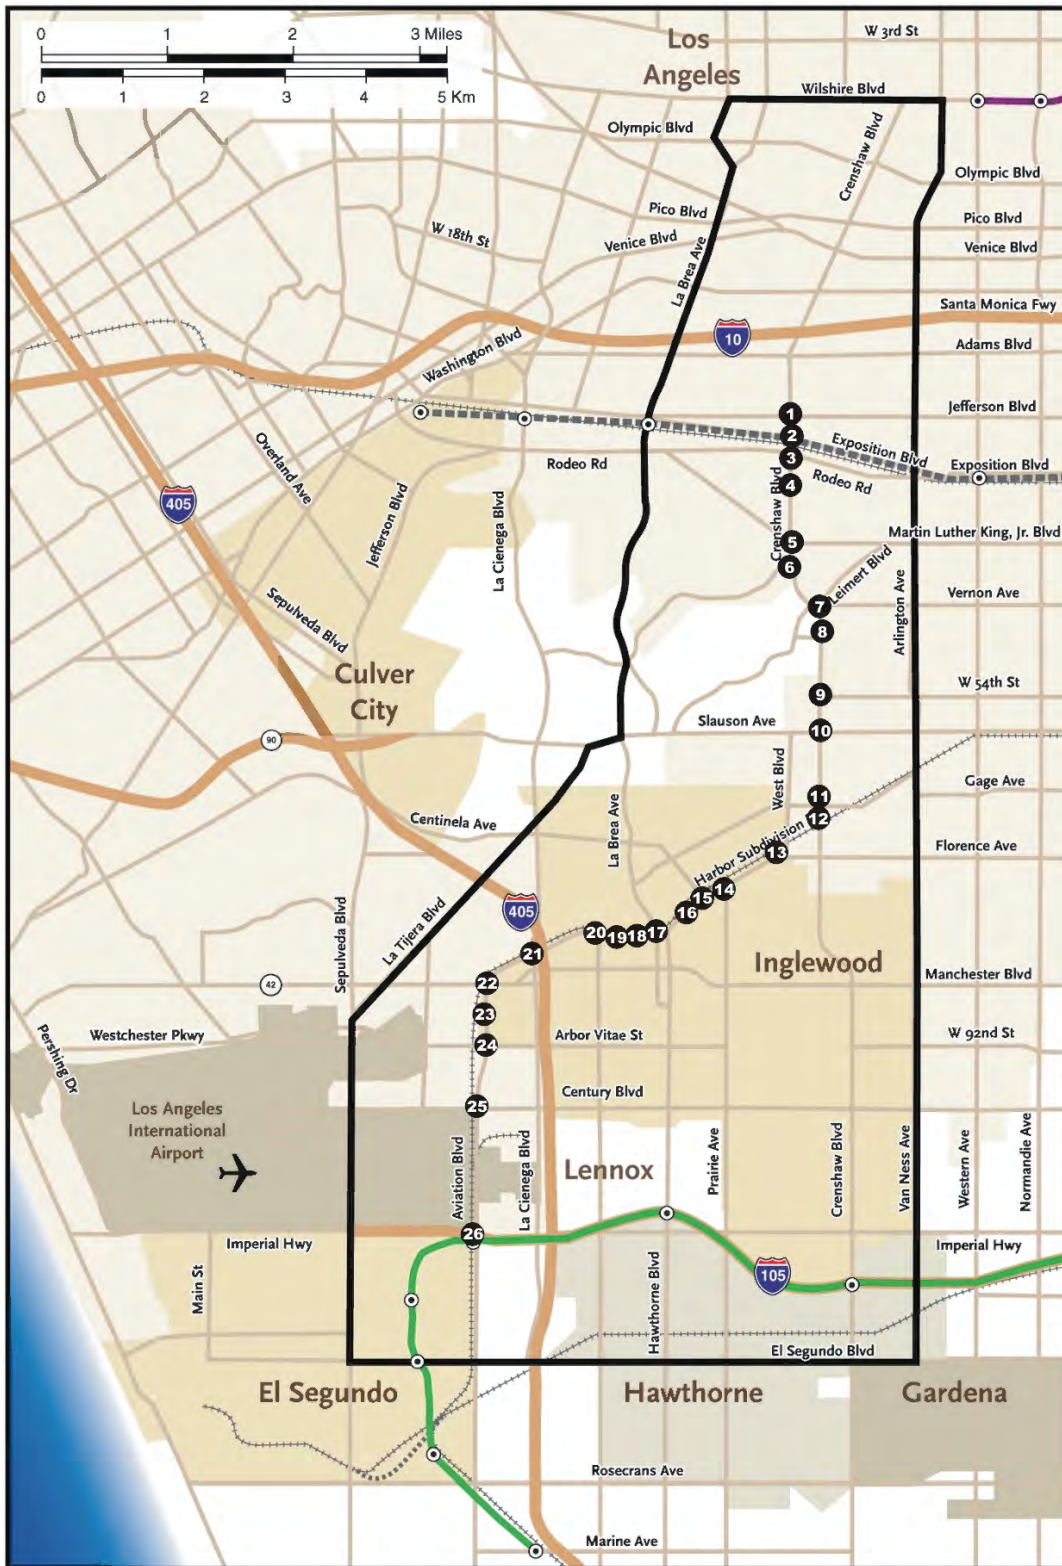 0 1 2 3 Miles
0 1 2 3 4 5 Km
W 3rd St
Los
Angeles
Wilshire Blvd
Olympic Blvd
Crenshaw Blvd
Olympic Blvd
Pico Blvd
Pico Blvd
W 18th St
Venice Blvd
Venice Blvd
La Brea Ave
Santa Monica Fwy
10
Adams Blvd
Washington Blvd
Jefferson Blvd
1
2
Exposition Blvd
3
Rodeo Rd
Exposition Blvd
Overland Ave
4
Rodeo Rd
405
Jefferson Blvd
La Cienega Blvd
Crenshaw Blvd
Martin Luther King, Jr. Blvd
5
6
Leimert Blvd
Vernon Ave
7
Arlington Ave
Sepulveda Blvd
8
Culver
City
W 54th St
9
Slauson Ave
10
90
West Blvd
Gage Ave
11
Centinela Ave
La Brea Ave
12
Harbor Subdivision
Florence Ave
13
14
15
405
16
Sepulveda Blvd
La Tijera Blvd
20
19
18
17
21
Inglewood
Manchester Blvd
42
22
23
Westchester Pkwy
Arbor Vitae St
W 92nd St
24
Pershing Dr
Century Blvd
25
Los Angeles
International
Airport
Aviation Blvd
La Cienega Blvd
Lennox
Prairie Ave
Crenshaw Blvd
Van Ness Ave
Western Ave
Normandie Ave
26
Imperial Hwy
Imperial Hwy
Main St
Hawthorne Blvd
105
El Segundo Blvd
El Segundo
Hawthorne
Gardena
Rosecrans Ave
Marine Ave